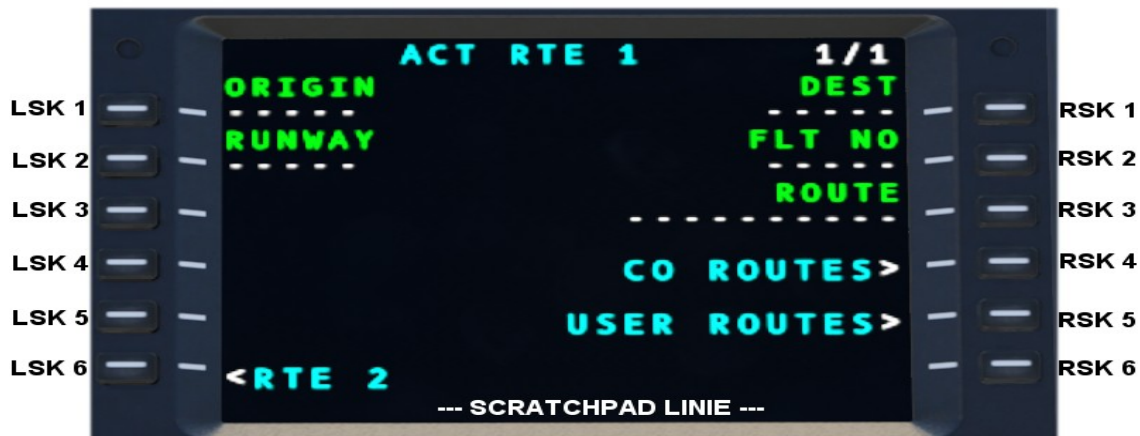 ACT RTE 1 1/1
ORIGIN DEST
LSK 1 - - - - - - - - - - RSK 1
RUNWAY FLT NO
LSK 2 - - - - - - - - - - RSK 2
ROUTE
LSK 3 - - - - - - - - - - RSK 3
LSK 4 CO ROUTES> RSK 4
LSK 5 USER ROUTES> RSK 5
LSK 6 <RTE 2 RSK 6
--- SCRATCHPAD LINIE ---